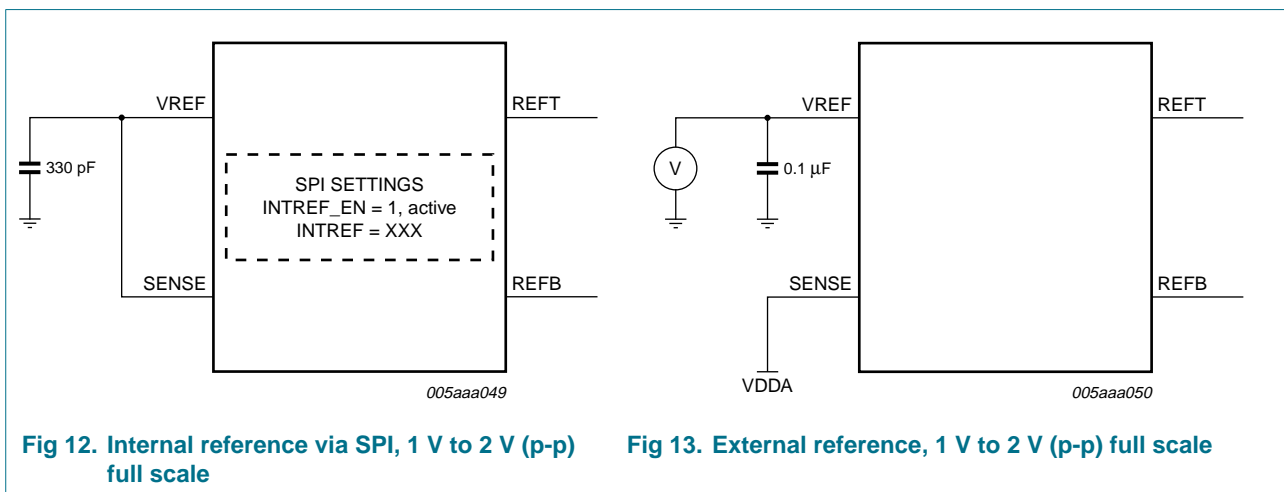 VREF
REFT
330 pF
SPI SETTINGS
INTREF_EN = 1, active
INTREF = XXX
SENSE
REFB
005aaa049
Fig 12. Internal reference via SPI, 1 V to 2 V (p-p)
full scale
VREF
REFT
V
0.1 μF
SENSE
REFB
VDDA
005aaa050
Fig 13. External reference, 1 V to 2 V (p-p) full scale